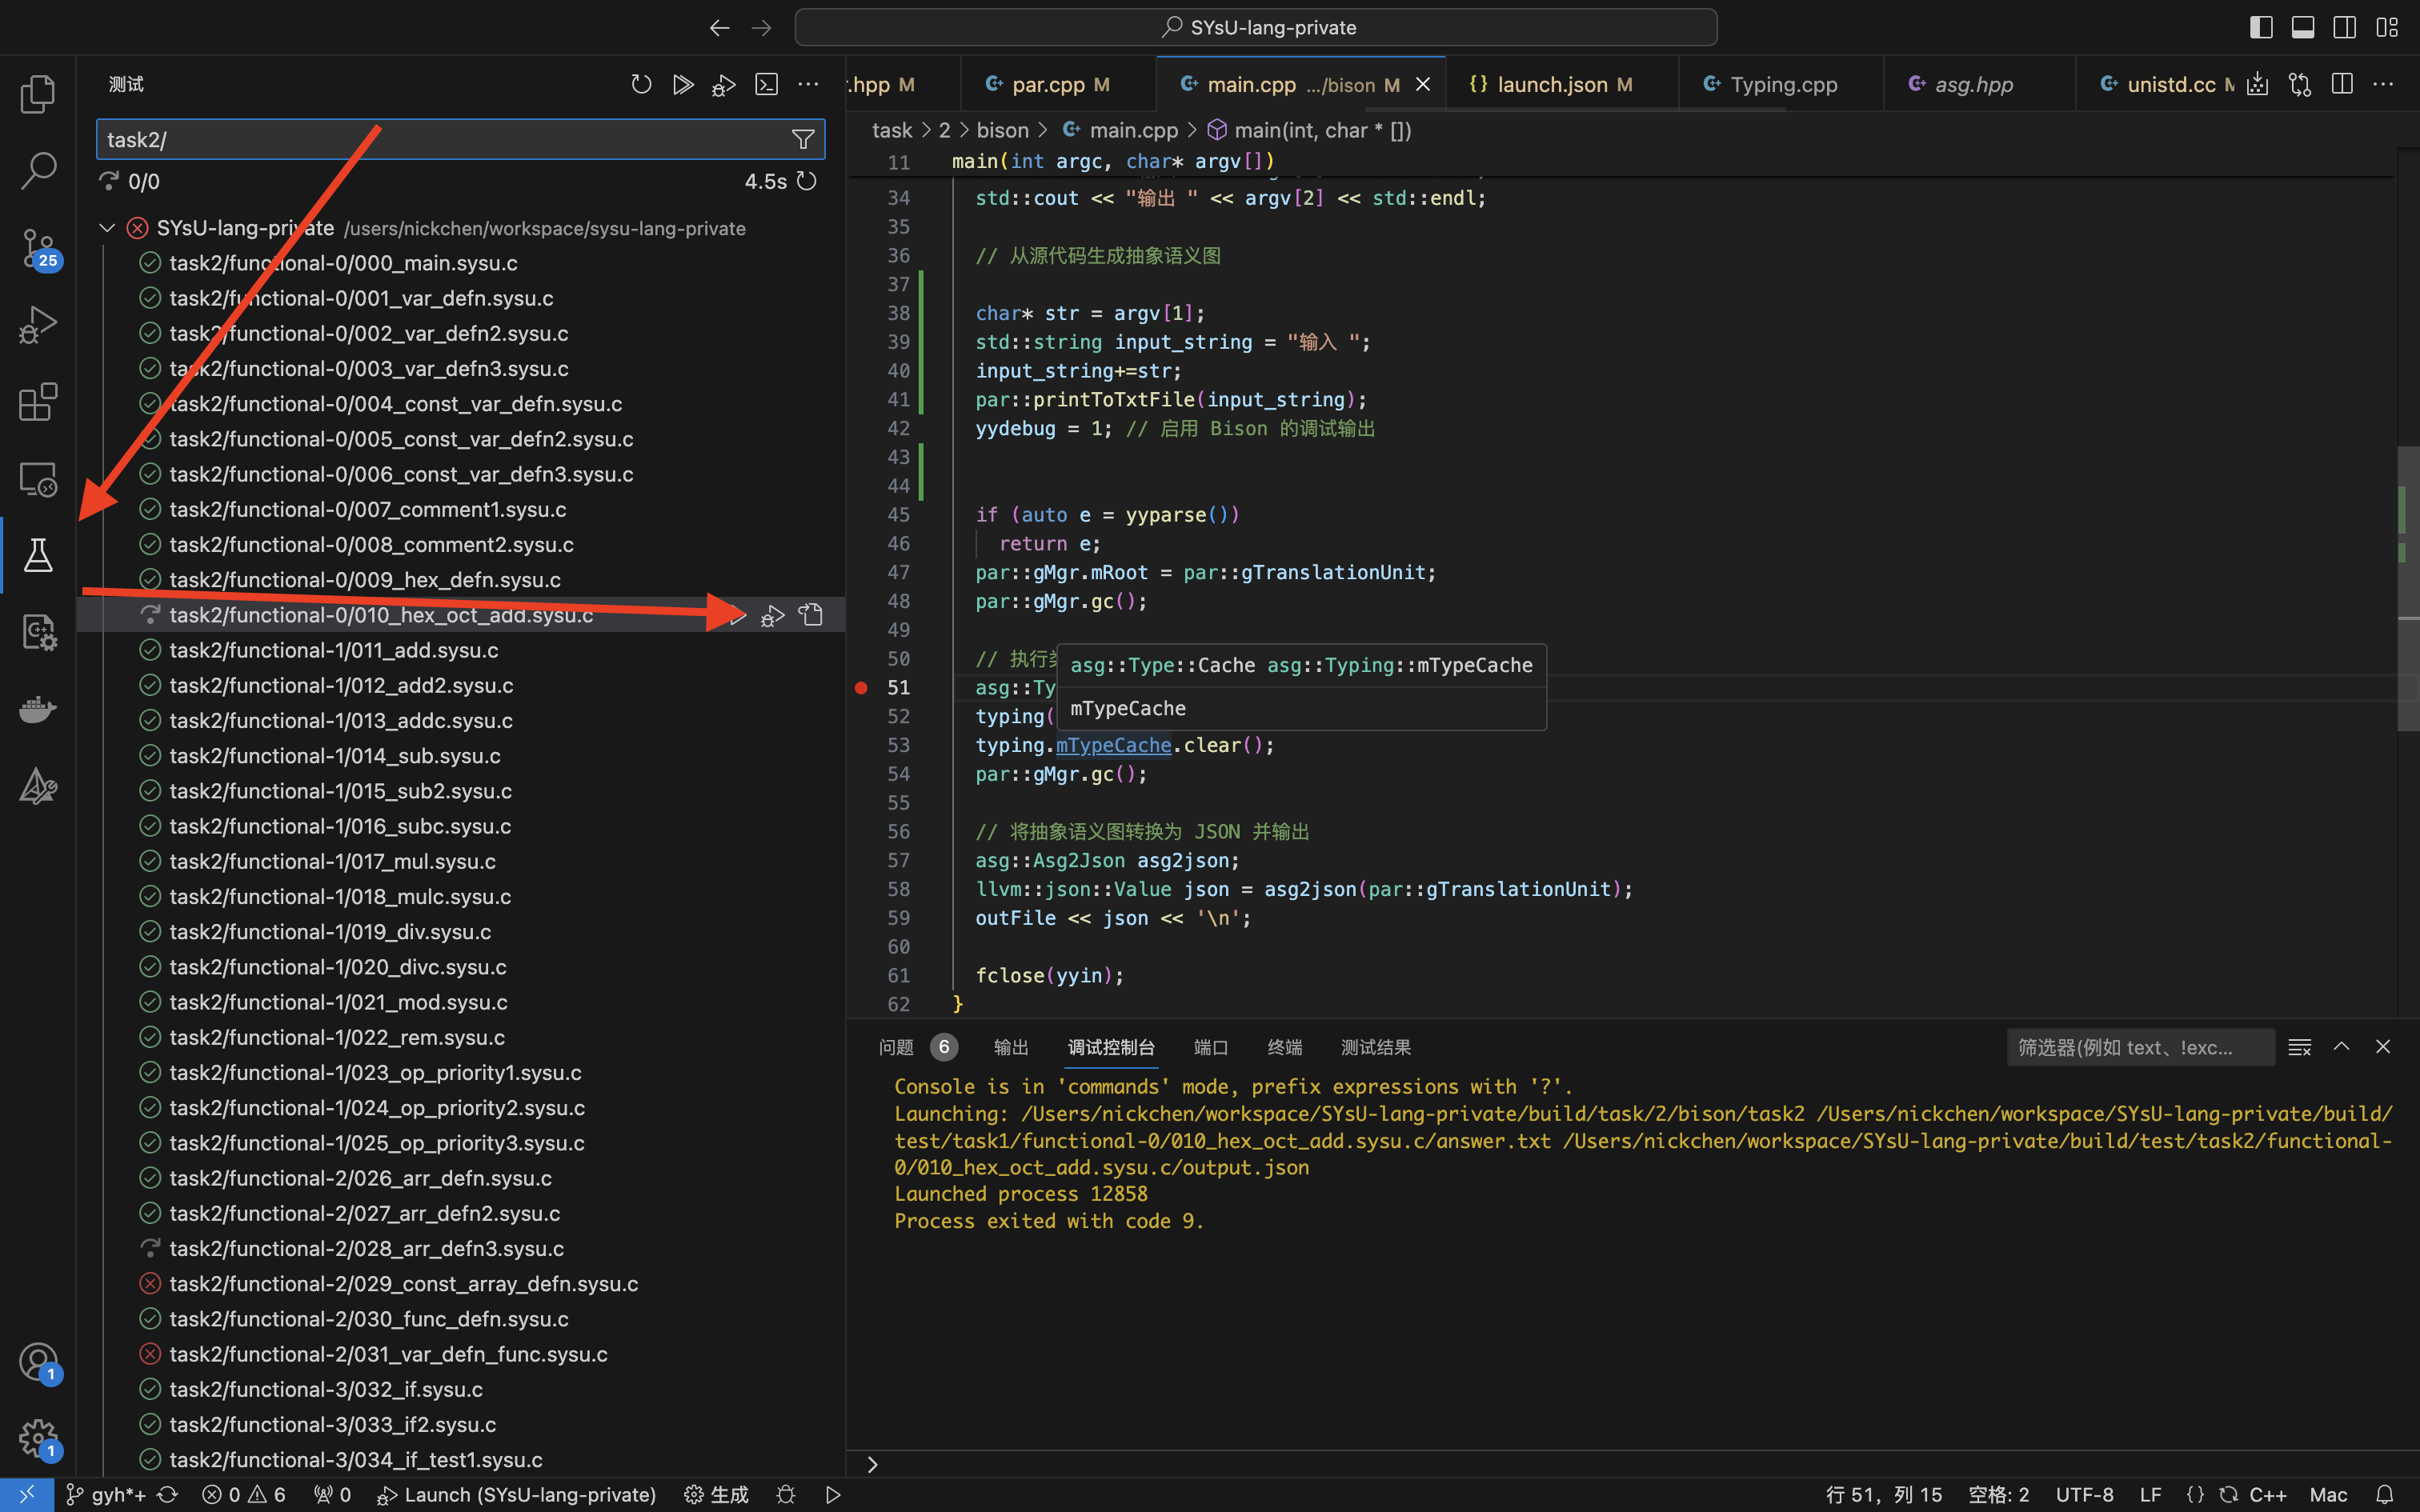 SYsU-lang-private
测试
task2/
0/0
4.5s
SYsU-lang-private /users/nickchen/workspace/sysu-lang-private
task2/functional-0/000_main.sysu.c
task2/functional-0/001_var_defn.sysu.c
task2/functional-0/002_var_defn2.sysu.c
task2/functional-0/003_var_defn3.sysu.c
task2/functional-0/004_const_var_defn.sysu.c
task2/functional-0/005_const_var_defn2.sysu.c
task2/functional-0/006_const_var_defn3.sysu.c
task2/functional-0/007_comment1.sysu.c
task2/functional-0/008_comment2.sysu.c
task2/functional-0/009_hex_defn.sysu.c
task2/functional-0/010_hex_oct_add.sysu.c
task2/functional-1/011_add.sysu.c
task2/functional-1/012_add2.sysu.c
task2/functional-1/013_addc.sysu.c
task2/functional-1/014_sub.sysu.c
task2/functional-1/015_sub2.sysu.c
task2/functional-1/016_subc.sysu.c
task2/functional-1/017_mul.sysu.c
task2/functional-1/018_mulc.sysu.c
task2/functional-1/019_div.sysu.c
task2/functional-1/020_divc.sysu.c
task2/functional-1/021_mod.sysu.c
task2/functional-1/022_rem.sysu.c
task2/functional-1/023_op_priority1.sysu.c
task2/functional-1/024_op_priority2.sysu.c
task2/functional-1/025_op_priority3.sysu.c
task2/functional-2/026_arr_defn.sysu.c
task2/functional-2/027_arr_defn2.sysu.c
task2/functional-2/028_arr_defn3.sysu.c
task2/functional-2/029_const_array_defn.sysu.c
task2/functional-2/030_func_defn.sysu.c
task2/functional-2/031_var_defn_func.sysu.c
task2/functional-3/032_if.sysu.c
task2/functional-3/033_if2.sysu.c
task2/functional-3/034_if_test1.sysu.c
25
1
1
.hpp M
par.cpp M
main.cpp .../bison M
{} launch.json M
Typing.cpp
asg.hpp
unistd.cc
task > 2 > bison > main.cpp > main(int, char * [])
11 main(int argc, char* argv[])
34 std::cout << "输出 " << argv[2] << std::endl;
35
36 // 从源代码生成抽象语义图
37
38 char* str = argv[1];
39 std::string input_string = "输入 ";
40 input_string+=str;
41 par::printToTxtFile(input_string);
42 yydebug = 1; // 启用 Bison 的调试输出
43
44
45 if (auto e = yyparse())
46 return e;
47 par::gMgr.mRoot = par::gTranslationUnit;
48 par::gMgr.gc();
49
50 // 执行
asg::Type::Cache asg::Typing::mTypeCache
51 asg::Ty
mTypeCache
52 typing(
53 typing.mTypeCache.clear();
54 par::gMgr.gc();
55
56 // 将抽象语义图转换为 JSON 并输出
57 asg::Asg2Json asg2json;
58 llvm::json::Value json = asg2json(par::gTranslationUnit);
59 outFile << json << '\n';
60
61 fclose(yyin);
62 }
问题 6 输出 调试控制台 端口 终端 测试结果
筛选器(例如 text、!exc...
Console is in 'commands' mode, prefix expressions with '?'.
Launching: /Users/nickchen/workspace/SYsU-lang-private/build/task/2/bison/task2 /Users/nickchen/workspace/SYsU-lang-private/build/
test/task1/functional-0/010_hex_oct_add.sysu.c/answer.txt /Users/nickchen/workspace/SYsU-lang-private/build/test/task2/functional-
0/010_hex_oct_add.sysu.c/output.json
Launched process 12858
Process exited with code 9.
gyh*+ 0 6 0 Launch (SYsU-lang-private) 生成
行 51，列 15 空格: 2 UTF-8 LF {} C++ Mac